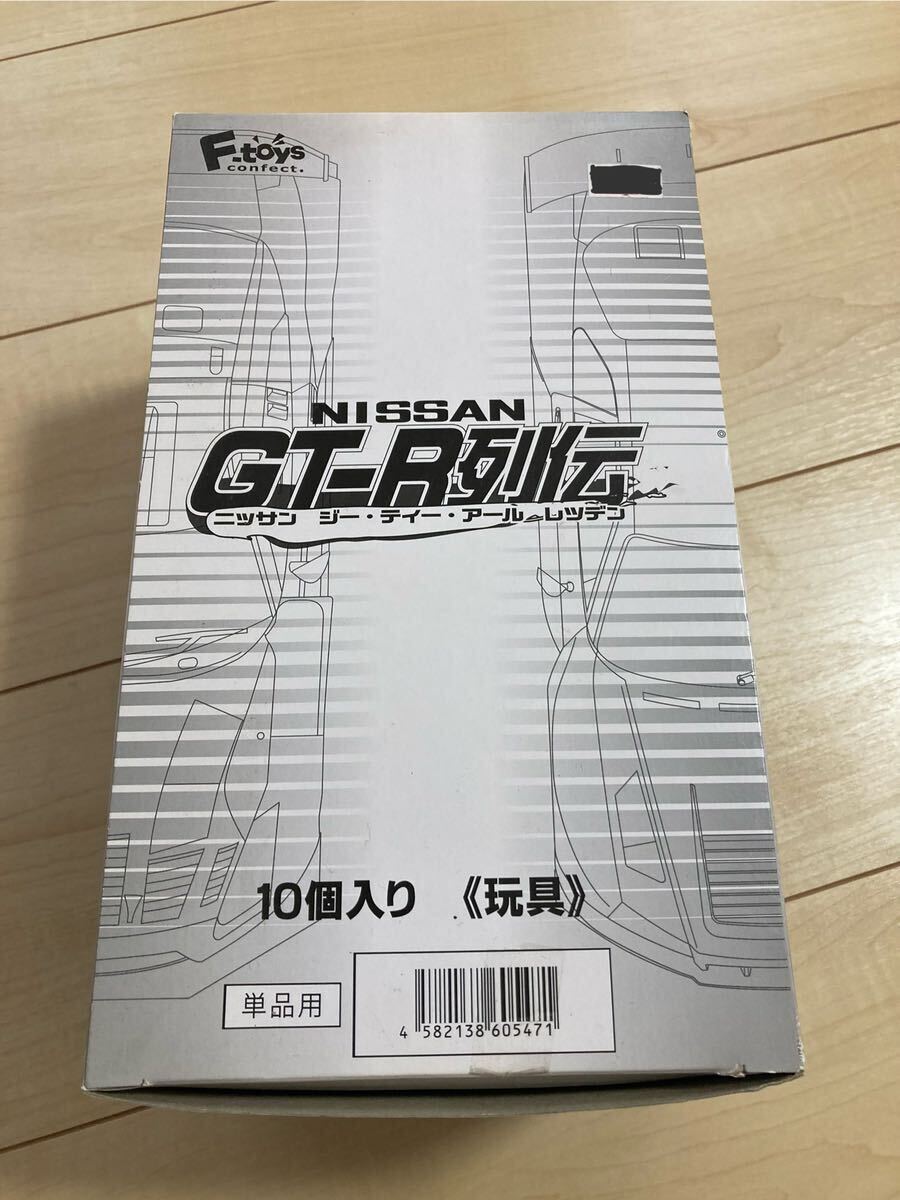 F-toys
confect.
NISSAN
GT-R列伝
ニッサン ジー・ティー・アール レツデン
10個入り 《玩具》
単品用
4 582138 605471